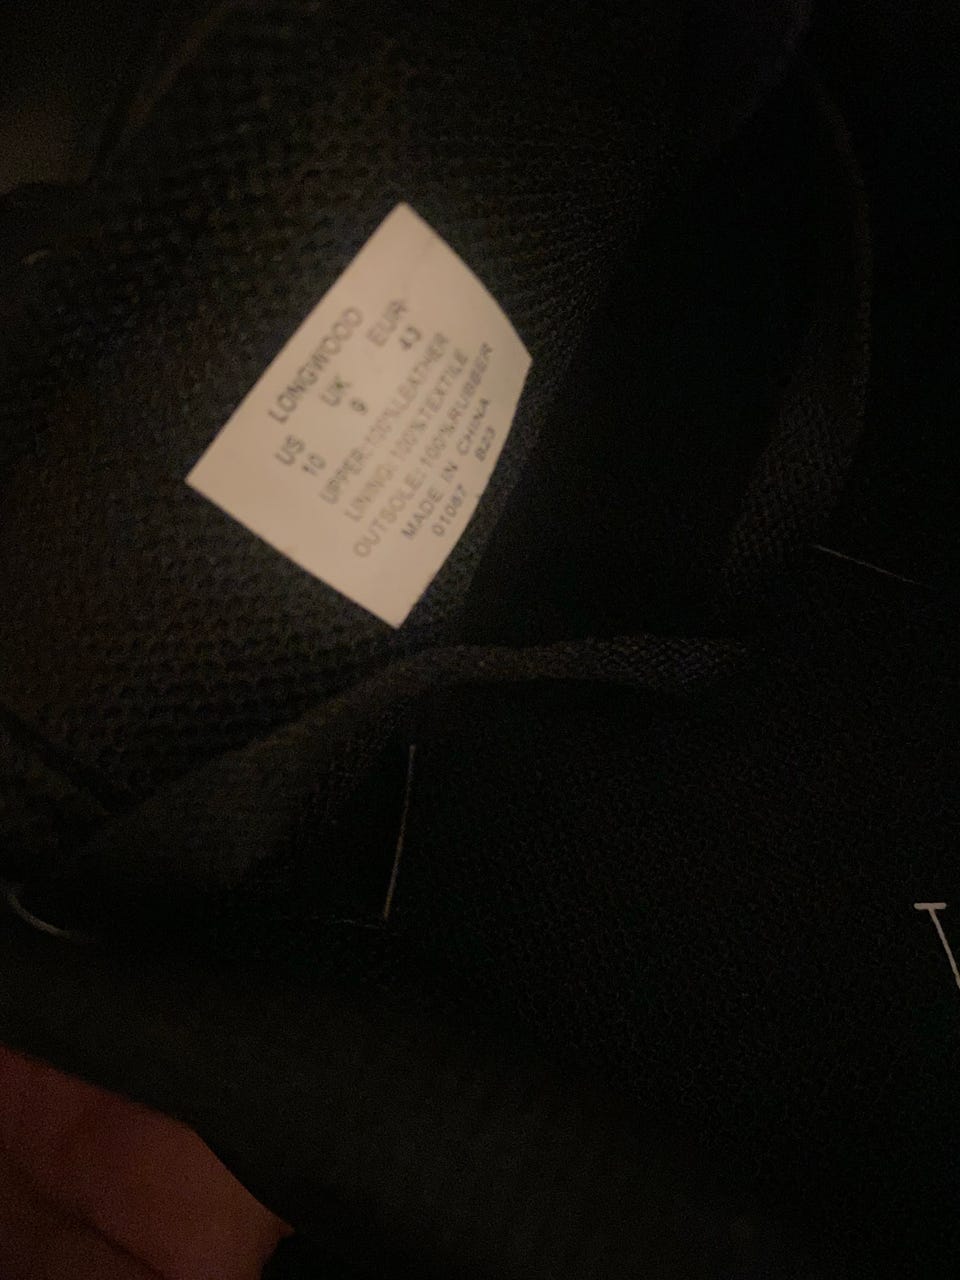 LONGWOOD
US UK EUR
10 9 43
UPPER:100%LEATHER
LINING: 100%TEXTILE
OUTSOLE:100%RUBBER
MADE IN CHINA
01087 B23